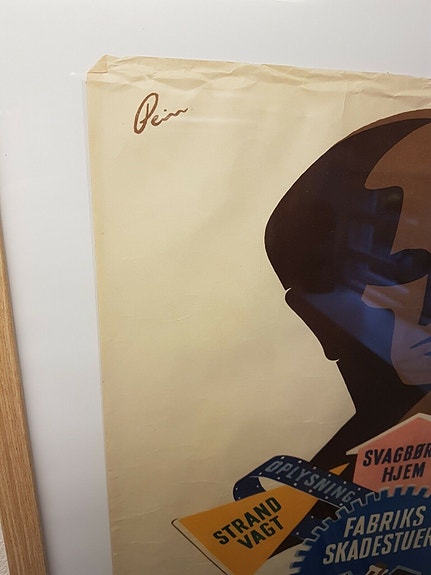 Pein
SVAGBØR
HJEM
OPLYSNING
STRAND
VAGT
FABRIKS
SKADESTUER